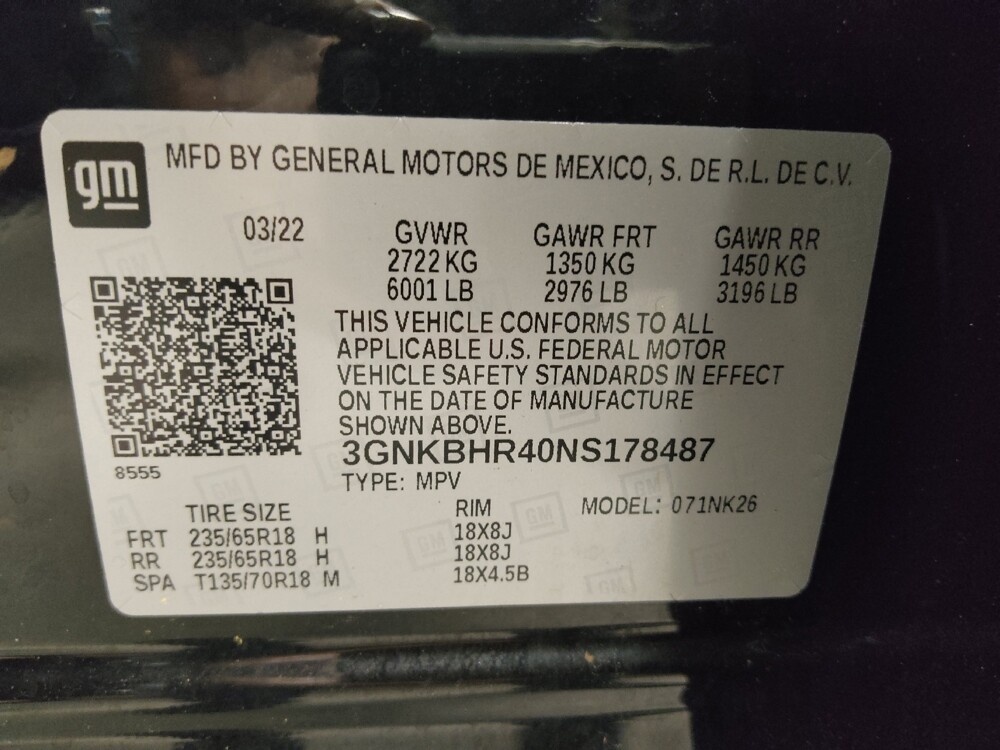 gm
MFD BY GENERAL MOTORS DE MEXICO, S. DE R.L. DE C.V.
03/22 GVWR GAWR FRT GAWR RR
2722 KG 1350 KG 1450 KG
6001 LB 2976 LB 3196 LB
THIS VEHICLE CONFORMS TO ALL
APPLICABLE U.S. FEDERAL MOTOR
VEHICLE SAFETY STANDARDS IN EFFECT
ON THE DATE OF MANUFACTURE
SHOWN ABOVE.
3GNKBHR40NS178487
8555
TYPE: MPV
TIRE SIZE RIM MODEL: 071NK26
FRT 235/65R18 H 18X8J
RR 235/65R18 H 18X8J
SPA T135/70R18 M 18X4.5B